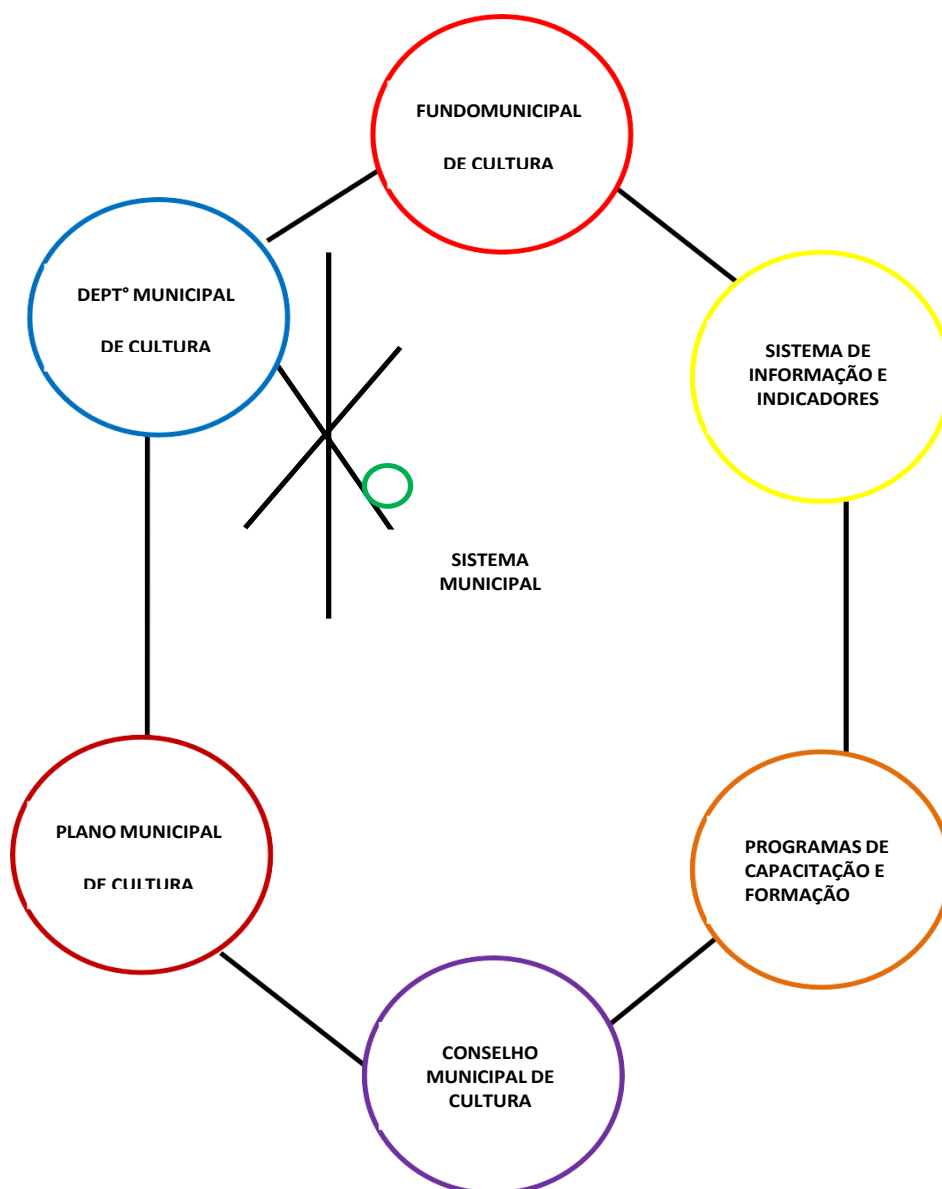 FUNDOMUNICIPAL
DE CULTURA
DEPT° MUNICIPAL
DE CULTURA
SISTEMA DE
INFORMAÇÃO E
INDICADORES
SISTEMA
MUNICIPAL
PLANO MUNICIPAL
DE CULTURA
PROGRAMAS DE
CAPACITAÇÃO E
FORMAÇÃO
CONSELHO
MUNICIPAL DE
CULTURA